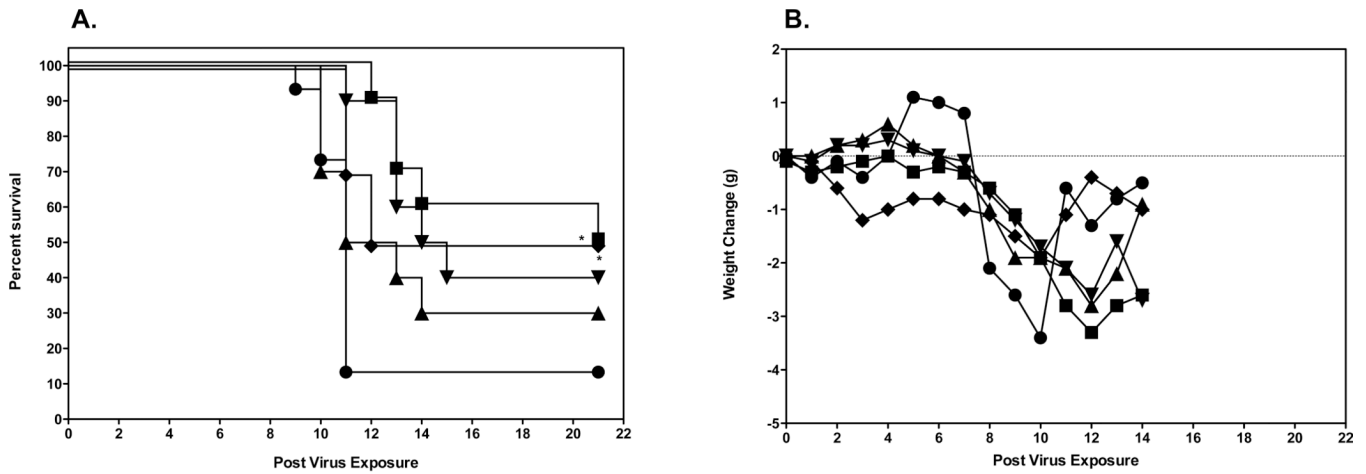 A.
100
90
80
70
60
50
40
30
20
10
0
Percent survival
*
*
0 2 4 6 8 10 12 14 16 18 20 22
Post Virus Exposure
B.
2
1
0
-1
-2
-3
-4
-5
Weight Change (g)
0 2 4 6 8 10 12 14 16 18 20 22
Post Virus Exposure